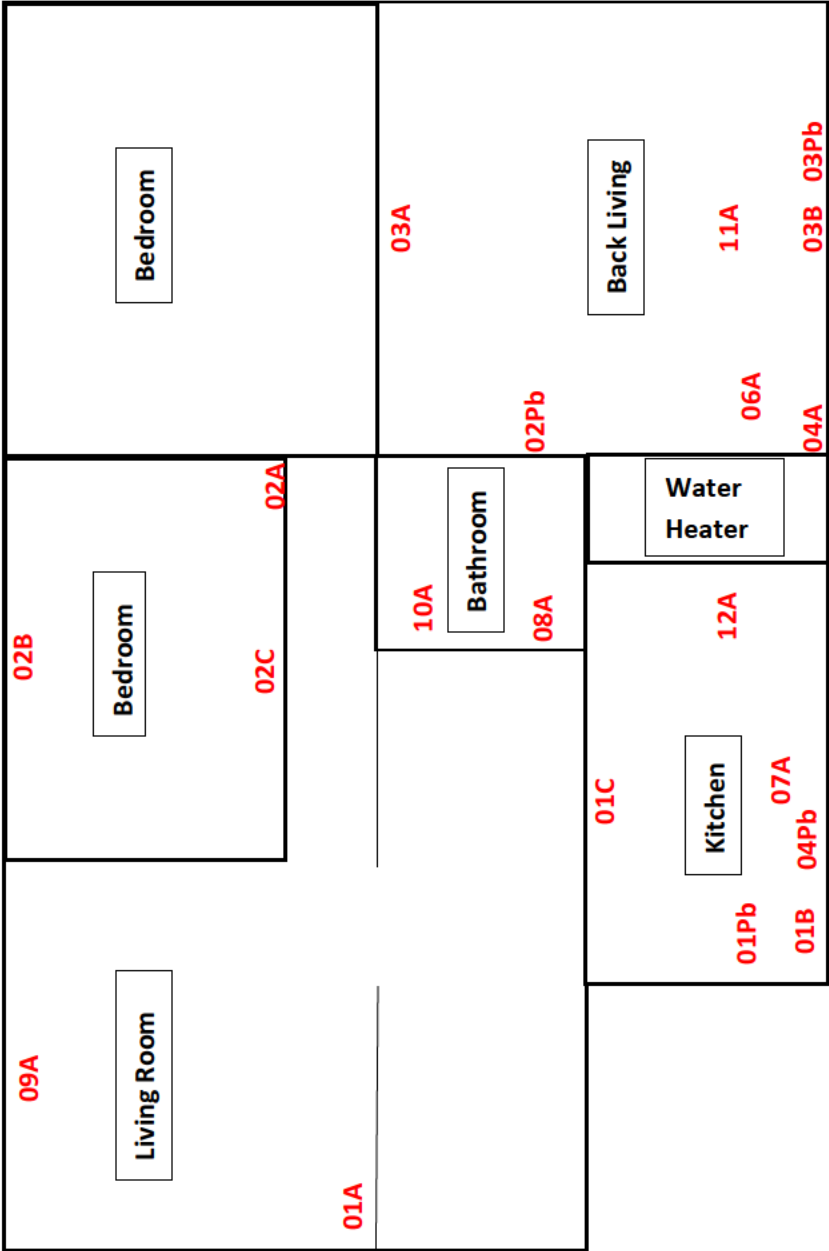 Bedroom
03A
Back Living
11A
03Pb
03B
02Pb
06A
04A
02A
02B
Bedroom
02C
10A
Bathroom
08A
Water
Heater
12A
01C
Kitchen
07A
04Pb
01Pb
01B
09A
Living Room
01A